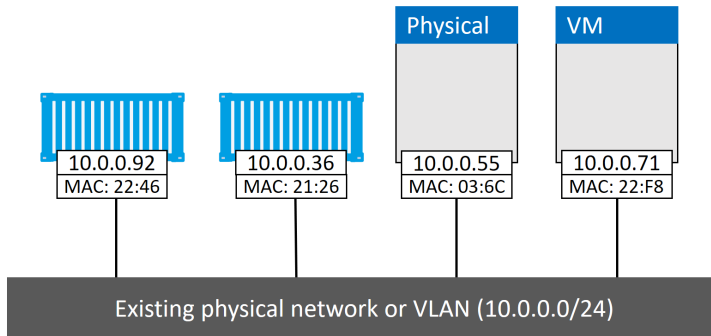 Physical
VM
10.0.0.92
MAC: 22:46
10.0.0.36
MAC: 21:26
10.0.0.55
MAC: 03:6C
10.0.0.71
MAC: 22:F8
Existing physical network or VLAN (10.0.0.0/24)